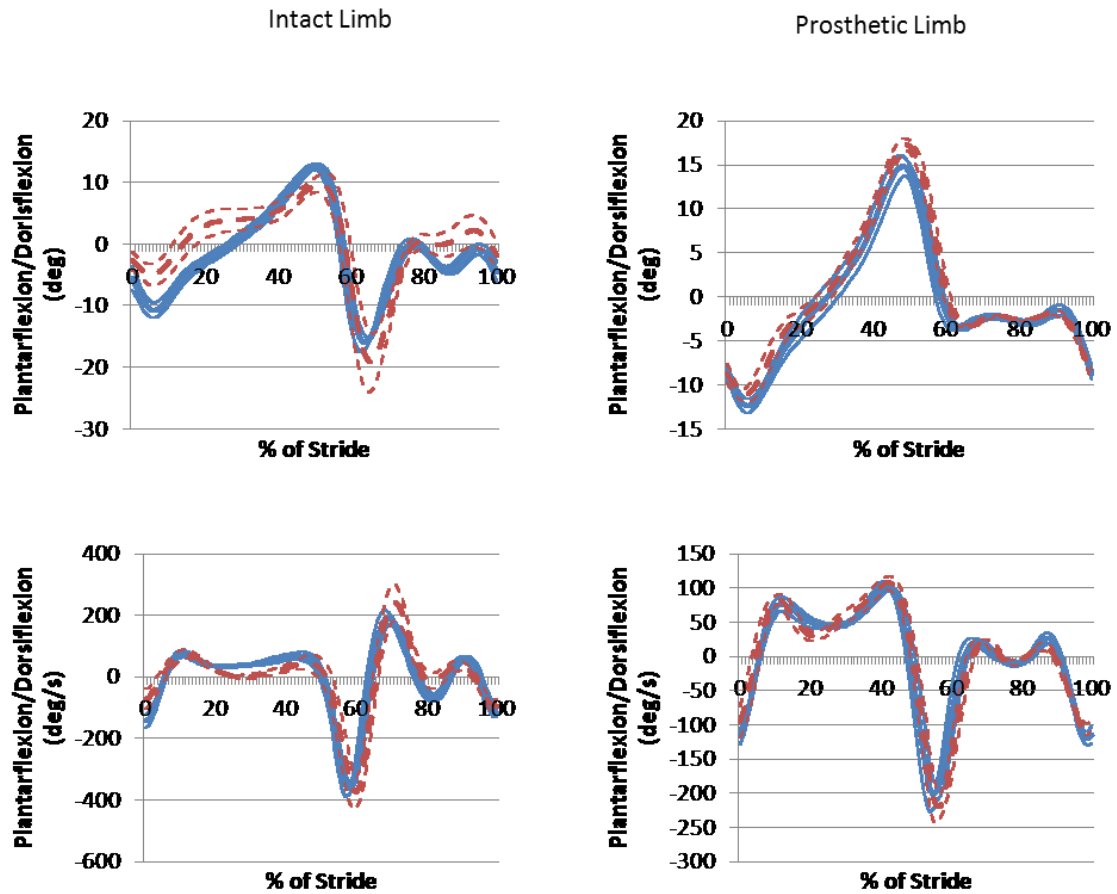 Intact Limb
Prosthetic Limb
Plantarflexion/Dorsiflexion
(deg)
20
10
0
-10
-20
-30
0 20 40 60 80 100
% of Stride
Plantarflexion/Dorsiflexion
(deg)
20
15
10
5
0
-5
-10
-15
0 20 40 60 80 100
% of Stride
Plantarflexion/Dorsiflexion
(deg/s)
400
200
0
-200
-400
-600
0 20 40 60 80 100
% of Stride
Plantarflexion/Dorsiflexion
(deg/s)
150
100
50
0
-50
-100
-150
-200
-250
-300
0 20 40 60 80 100
% of Stride